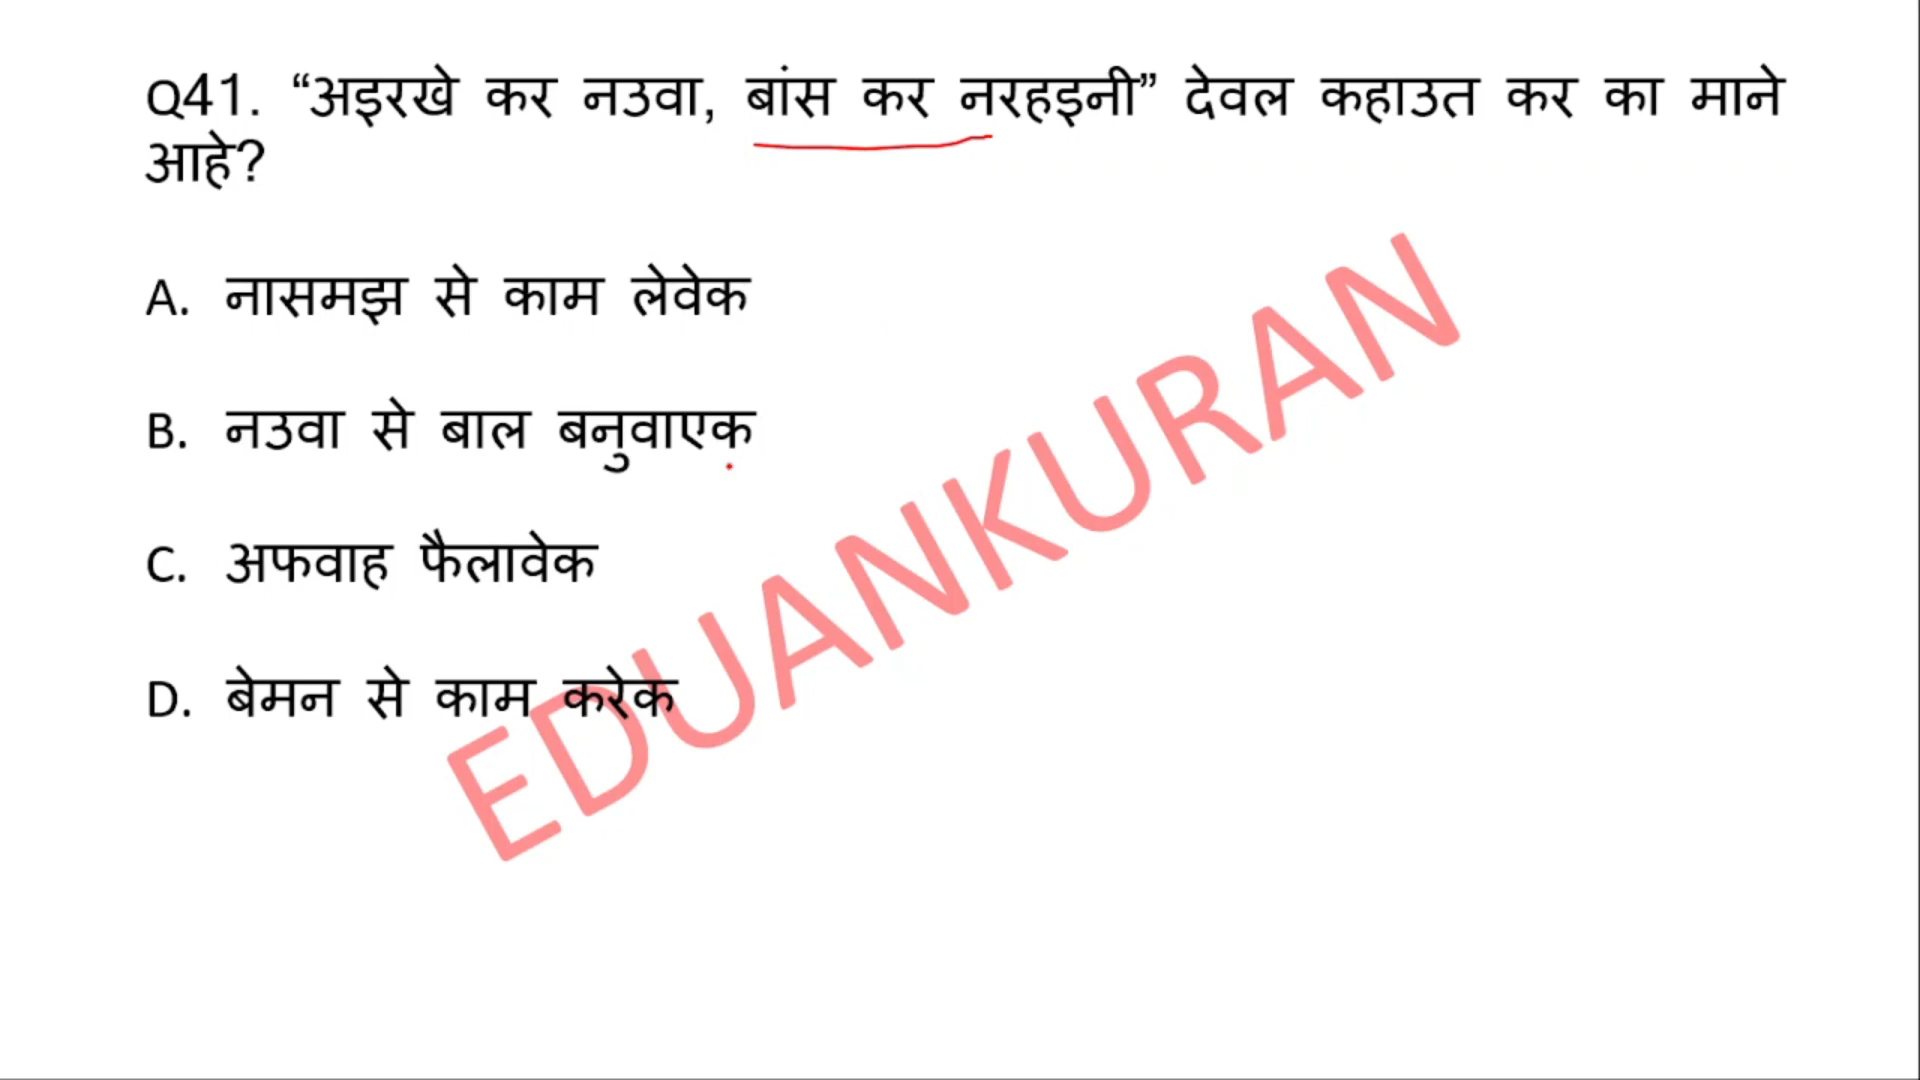 Q41. “अइरखे कर नउवा, बांस कर नरहइनी” देवल कहाउत कर का माने
आहे?
A. नासमझ से काम लेवेक
B. नउवा से बाल बनुवाएक
C. अफवाह फैलावेक
D. बेमन से काम करेक
EDUANKURAN